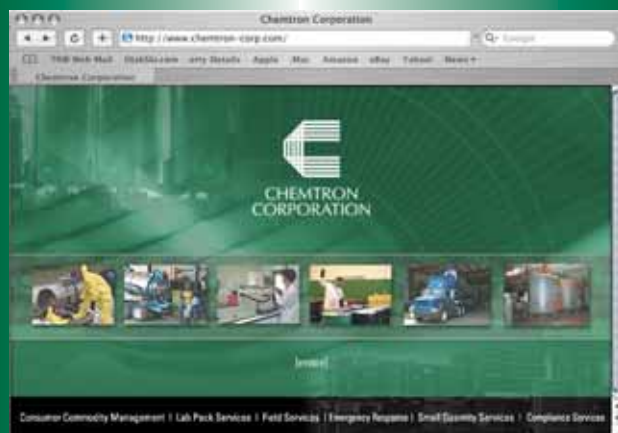 Chemtron Corporation
http://www.chemtron-corp.com/
Apple Mac Amazon eBay Yahoo! News
Chemtron Corporation
CHEMTRON
CORPORATION
[enter]
Consumer Commodity Management | Lab Pack Services | Field Services | Emergency Response | Small Quantity Services | Compliance Services